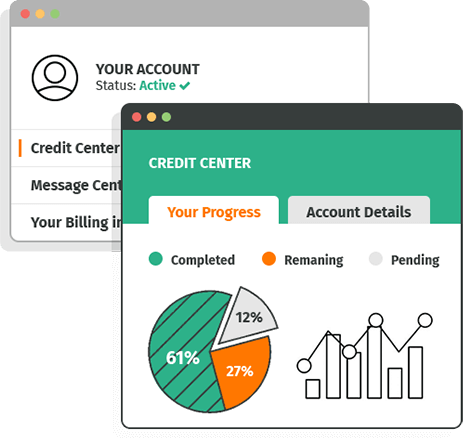 YOUR ACCOUNT
Status: Active
Credit Center
Message Cent
Your Billing in
CREDIT CENTER
Your Progress
Account Details
Completed
Remaning
Pending
12%
61%
27%